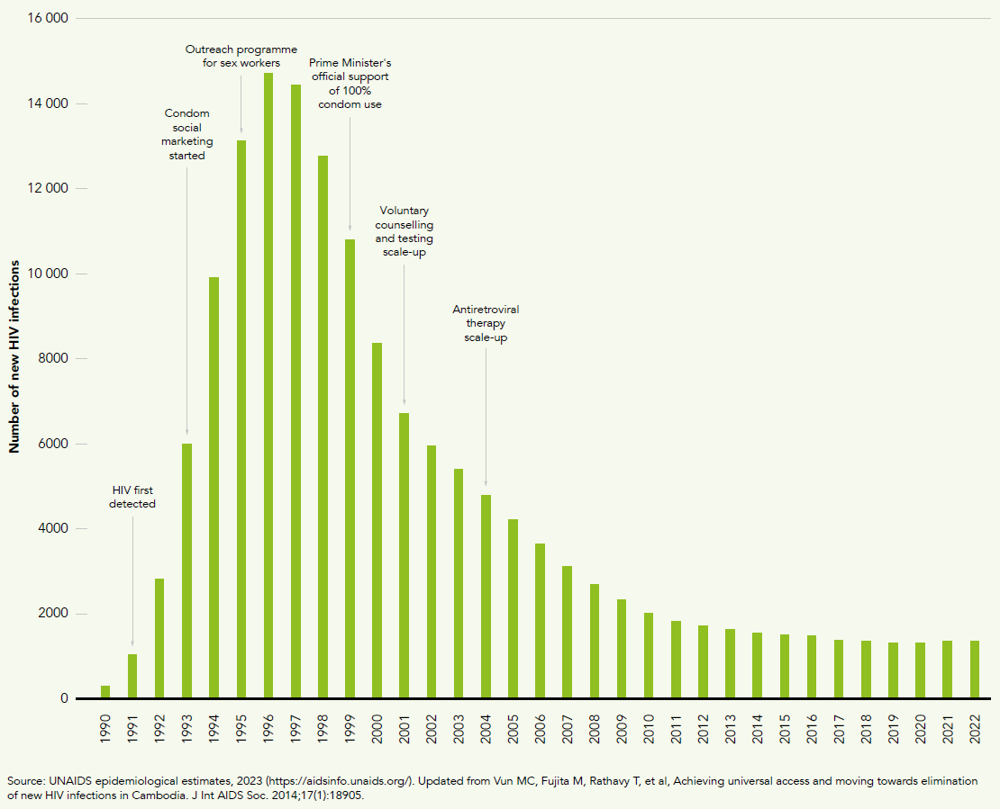 16 000
14 000
12 000
10 000
8000
6000
4000
2000
0
Number of new HIV infections
HIV first
detected
Condom
social
marketing
started
Outreach programme
for sex workers
Prime Minister's
official support
of 100%
condom use
Voluntary
counselling
and testing
scale-up
Antiretroviral
therapy
scale-up
1990
1991
1992
1993
1994
1995
1996
1997
1998
1999
2000
2001
2002
2003
2004
2005
2006
2007
2008
2009
2010
2011
2012
2013
2014
2015
2016
2017
2018
2019
2020
2021
2022
Source: UNAIDS epidemiological estimates, 2023 (https://aidsinfo.unaids.org/). Updated from Vun MC, Fujita M, Rathavy T, et al, Achieving universal access and moving towards elimination
of new HIV infections in Cambodia. J Int AIDS Soc. 2014;17(1):18905.